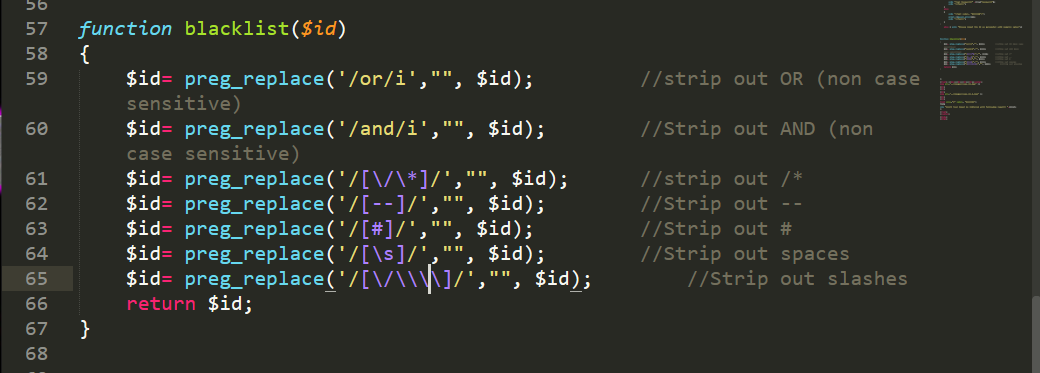 56
57 function blacklist($id)
58 {
59 $id= preg_replace('/or/i',"", $id); //strip out OR (non case
sensitive)
60 $id= preg_replace('/and/i',"", $id); //Strip out AND (non
case sensitive)
61 $id= preg_replace('/[\/\*]/',"", $id); //strip out /*
62 $id= preg_replace('/[--]/',"", $id); //Strip out --
63 $id= preg_replace('/[#]/',"", $id); //Strip out #
64 $id= preg_replace('/[\s]/',"", $id); //Strip out spaces
65 $id= preg_replace('/[\/\\\\]/',"", $id); //Strip out slashes
66 return $id;
67 }
68